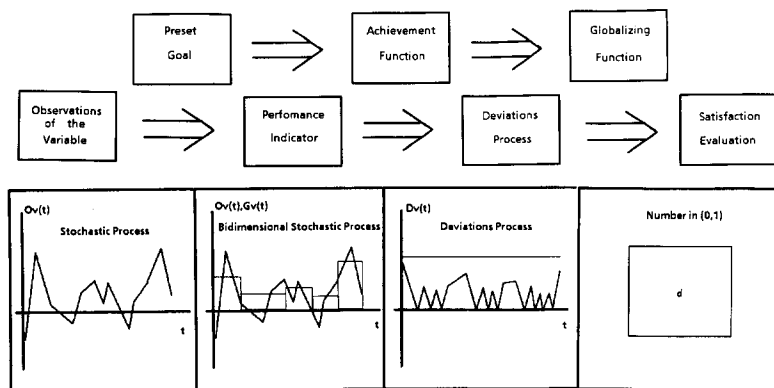 Preset
Goal
Achievement
Function
Globalizing
Function
Observations
of the
Variable
Perfomance
Indicator
Deviations
Process
Satisfaction
Evaluation
Ov(t)
Stochastic Process
t
Ov(t),Gv(t)
Bidimensional Stochastic Process
t
Dv(t)
Deviations Process
t
Number in (0,1)
d